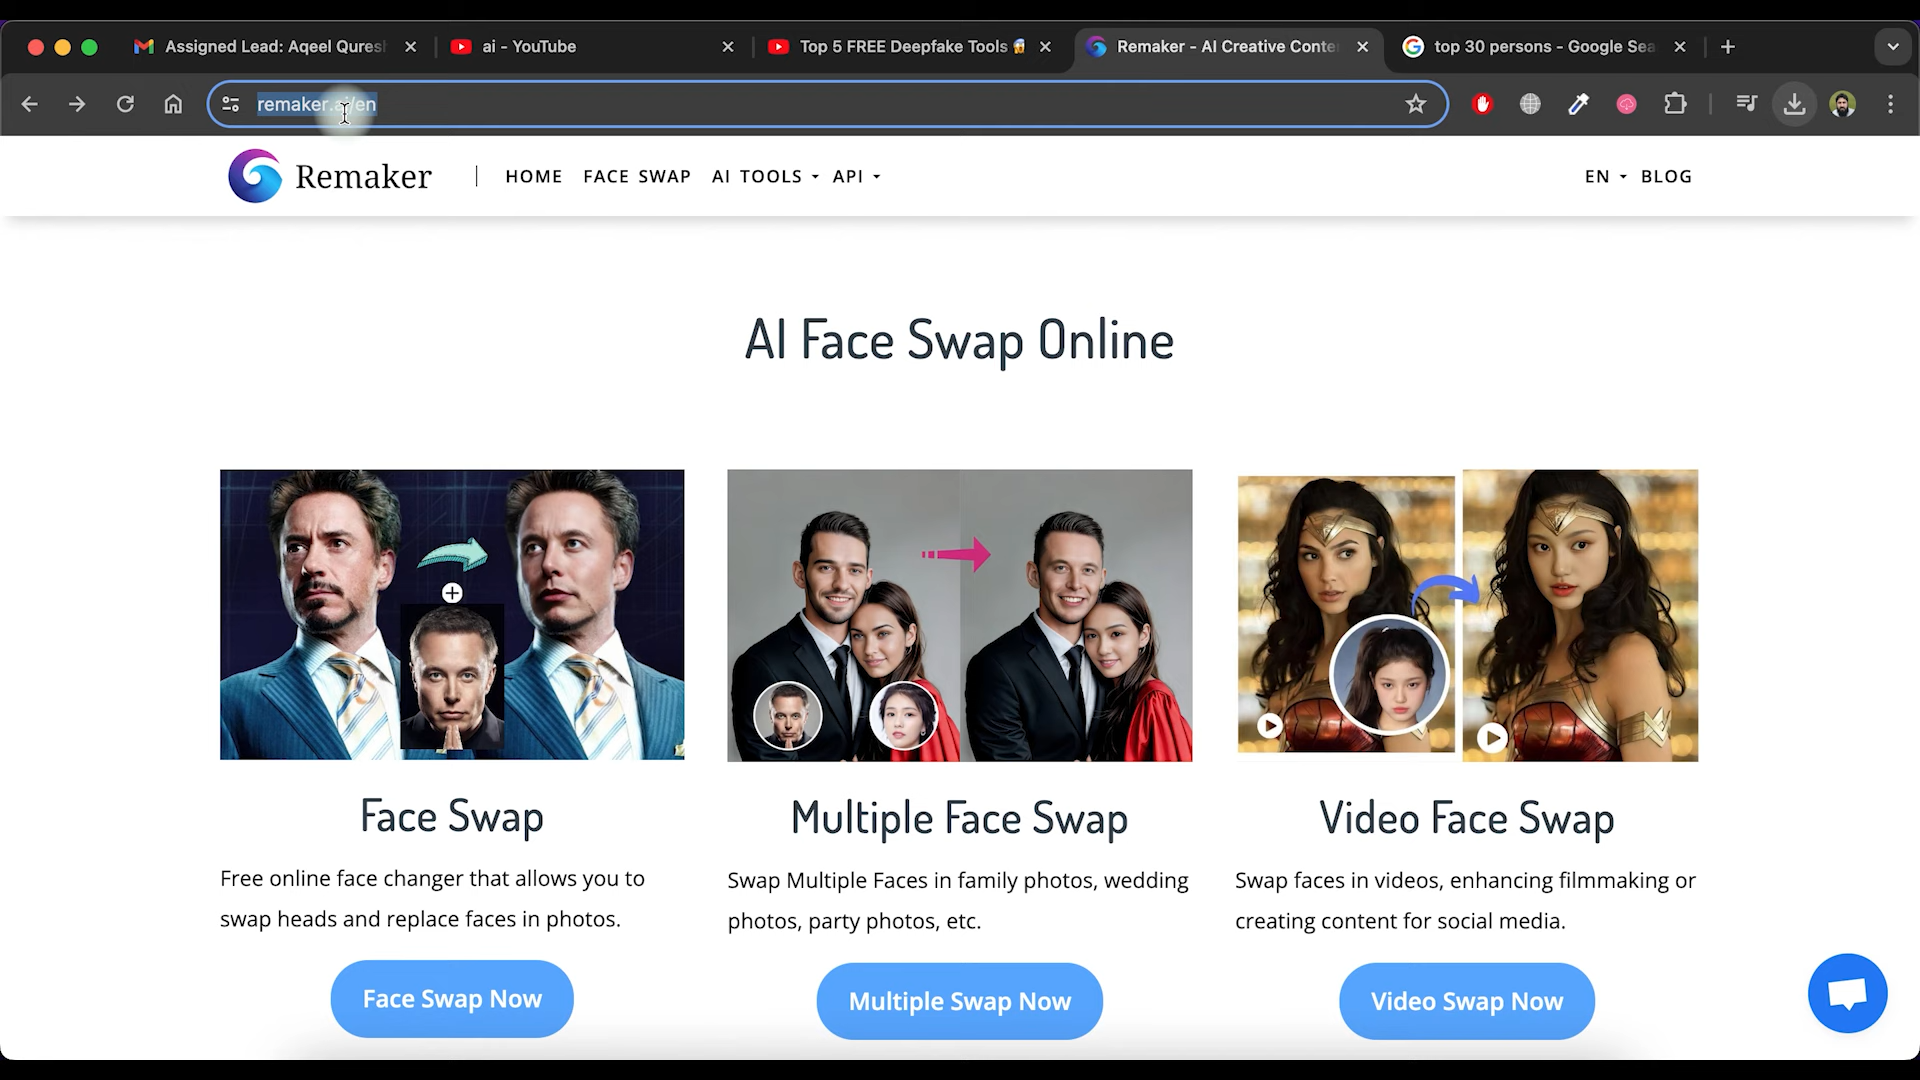 Assigned Lead: Aqeel Quresh
ai - YouTube
Top 5 FREE Deepfake Tools 😱
Remaker - AI Creative Conte
top 30 persons - Google Sea
remaker.ai/en
Remaker
HOME FACE SWAP AI TOOLS API
EN BLOG
AI Face Swap Online
Face Swap
Free online face changer that allows you to
swap heads and replace faces in photos.
Face Swap Now
Multiple Face Swap
Swap Multiple Faces in family photos, wedding
photos, party photos, etc.
Multiple Swap Now
Video Face Swap
Swap faces in videos, enhancing filmmaking or
creating content for social media.
Video Swap Now